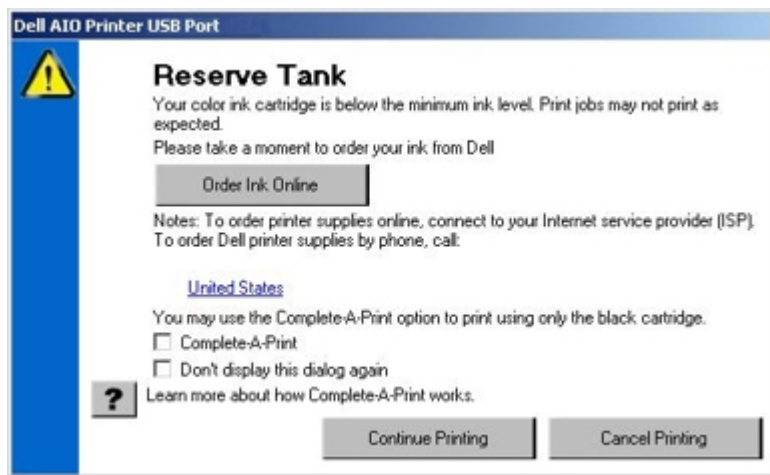 Dell AIO Printer USB Port
Reserve Tank
Your color ink cartridge is below the minimum ink level. Print jobs may not print as
expected.
Please take a moment to order your ink from Dell
Order Ink Online
Notes: To order printer supplies online, connect to your Internet service provider (ISP).
To order Dell printer supplies by phone, call:
United States
You may use the Complete-A-Print option to print using only the black cartridge.
Complete-A-Print
Don't display this dialog again
? Learn more about how Complete-A-Print works.
Continue Printing Cancel Printing